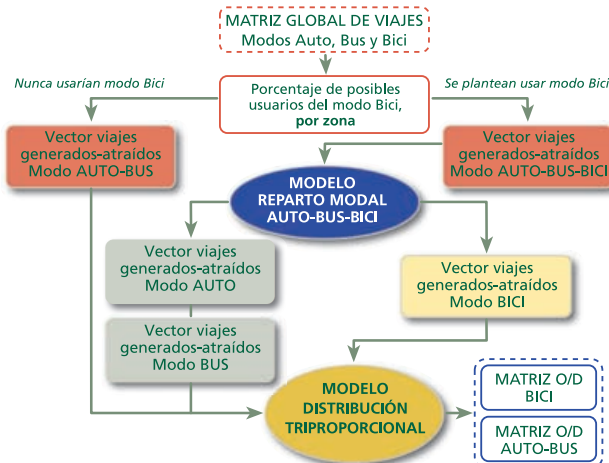 MATRIZ GLOBAL DE VIAJES
Modos Auto, Bus y Bici
Nunca usarían modo Bici
Se plantean usar modo Bici
Porcentaje de posibles
usuarios del modo Bici,
por zona
Vector viajes
generados-atraídos
Modo AUTO-BUS
Vector viajes
generados-atraídos
Modo AUTO-BUS-BICI
MODELO
REPARTO MODAL
AUTO-BUS-BICI
Vector viajes
generados-atraídos
Modo AUTO
Vector viajes
generados-atraídos
Modo BICI
Vector viajes
generados-atraídos
Modo BUS
MODELO
DISTRIBUCIÓN
TRIPROPORCIONAL
MATRIZ O/D
BICI
MATRIZ O/D
AUTO-BUS